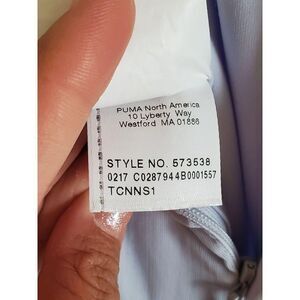 PUMA North America
10 Lyberty Way
Westford MA 01886
STYLE NO. 573538
0217 C0287944B0001557
TCNNS1